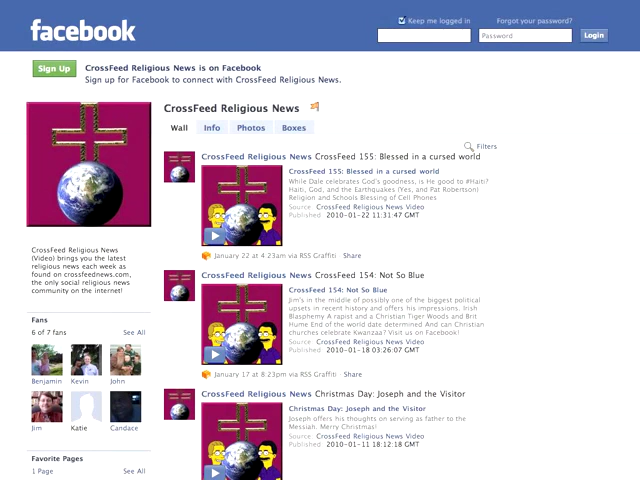 facebook
Keep me logged in
Forgot your password?
Password
Login
Sign Up
CrossFeed Religious News is on Facebook
Sign up for Facebook to connect with CrossFeed Religious News.
CrossFeed Religious News
Wall Info Photos Boxes
Filters
CrossFeed Religious News CrossFeed 155: Blessed in a cursed world
CrossFeed 155: Blessed in a cursed world
While Dale celebrates God's goodness, is He good to #Haiti?
Haiti, God, and the Earthquakes (Yes, and Pat Robertson)
Religion and Schools Blessing of Cell Phones
Source CrossFeed Religious News Video
Published 2010-01-22 11:31:47 GMT
January 22 at 4:23am via RSS Graffiti · Share
CrossFeed Religious News CrossFeed 154: Not So Blue
CrossFeed 154: Not So Blue
Jim's in the middle of possibly one of the biggest political
upsets in recent history and offers his impressions. Irish
Blasphemy A rapist and a Christian Tiger Woods and Brit
Hume End of the world date determined And can Christian
churches celebrate Kwanzaa? Visit us on Facebook!
Source CrossFeed Religious News Video
Published 2010-01-18 03:26:07 GMT
January 17 at 8:23pm via RSS Graffiti · Share
CrossFeed Religious News Christmas Day: Joseph and the Visitor
Christmas Day: Joseph and the Visitor
Joseph offers his thoughts on serving as father to the
Messiah. Merry Christmas!
Source CrossFeed Religious News Video
Published 2010-01-11 18:12:18 GMT
CrossFeed Religious News
(Video) brings you the latest
religious news each week as
found on crossfeednews.com,
the only social religious news
community on the internet!
Fans
6 of 7 fans See All
Benjamin Kevin John
Jim Katie Candace
Favorite Pages
1 Page See All